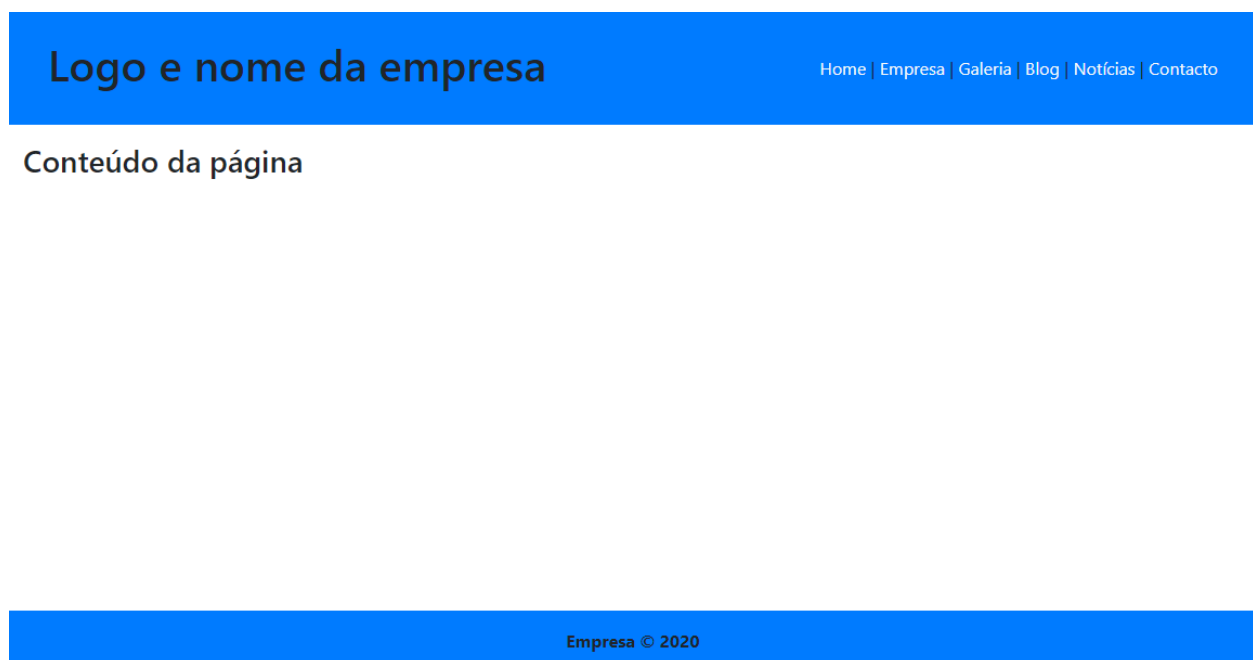 Logo e nome da empresa
Home | Empresa | Galeria | Blog | Notícias | Contacto
Conteúdo da página
Empresa © 2020